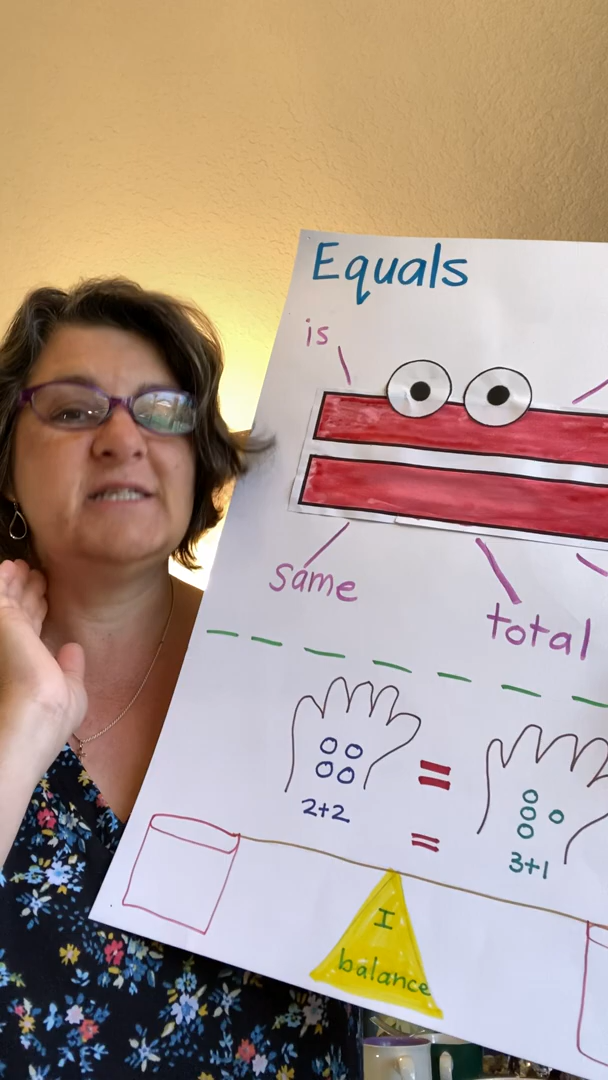 Equals
is
same
total
=
2+2
=
3+1
I
balance